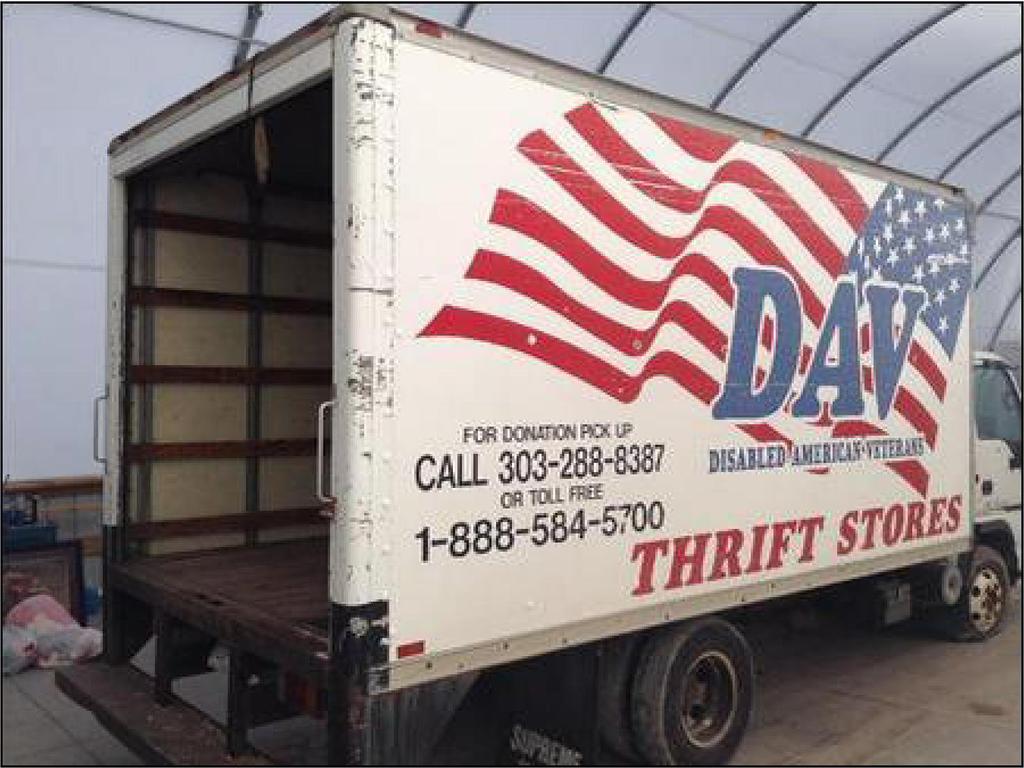 DAV
DISABLED AMERICAN VETERANS
FOR DONATION PICK UP
CALL 303-288-8387
OR TOLL FREE
1-888-584-5700
THRIFT STORES
SUPREME